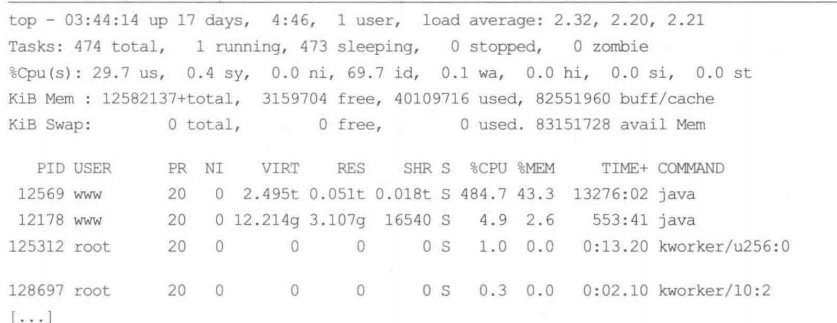 top - 03:44:14 up 17 days,  4:46,  1 user,  load average: 2.32, 2.20, 2.21
Tasks: 474 total,   1 running, 473 sleeping,   0 stopped,   0 zombie
%Cpu(s): 29.7 us,  0.4 sy,  0.0 ni, 69.7 id,  0.1 wa,  0.0 hi,  0.0 si,  0.0 st
KiB Mem : 12582137+total,  3159704 free, 40109716 used, 82551960 buff/cache
KiB Swap:        0 total,        0 free,        0 used. 83151728 avail Mem
PID USER      PR  NI    VIRT    RES    SHR S  %CPU %MEM     TIME+ COMMAND
12569 www       20   0  2.495t 0.051t 0.018t S 484.7 43.3  13276:02 java
12178 www       20   0 12.214g 3.107g  16540 S   4.9  2.6    553:41 java
125312 root      20   0       0      0      0 S   1.0  0.0   0:13.20 kworker/u256:0
128697 root      20   0       0      0      0 S   0.3  0.0   0:02.10 kworker/10:2
[...]